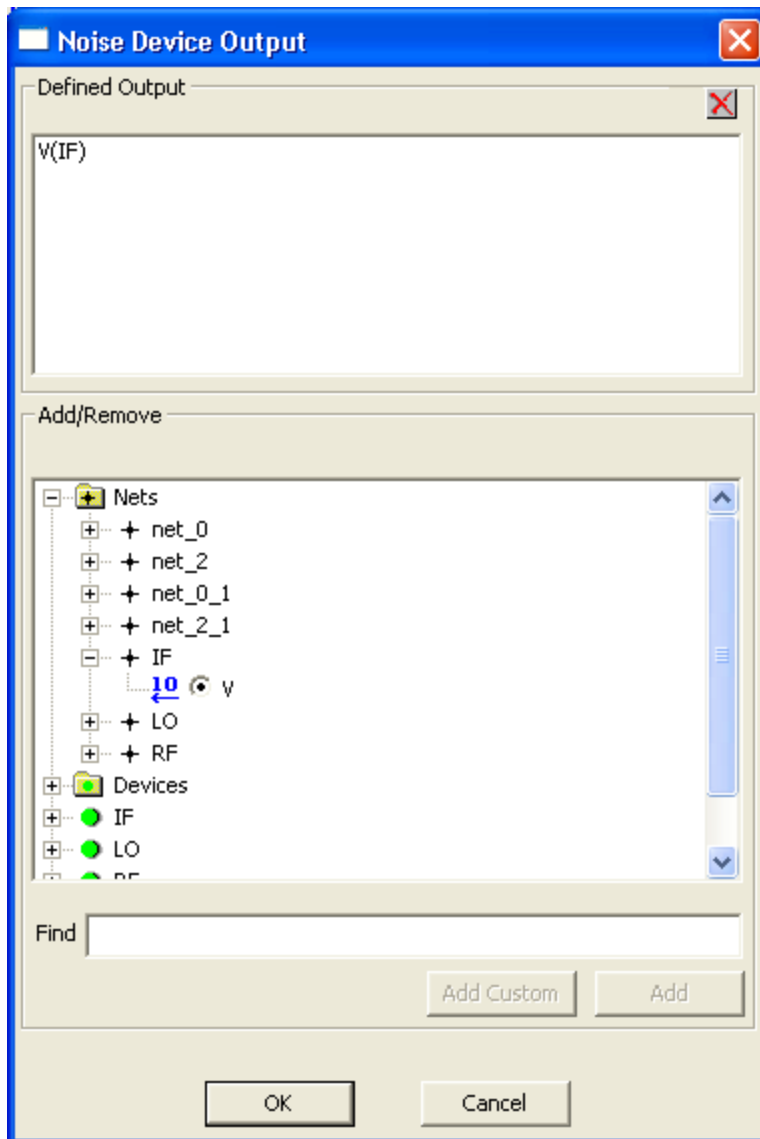 Noise Device Output
Defined Output
V(IF)
Add/Remove
Nets
net_0
net_2
net_0_1
net_2_1
IF
10 V
LO
RF
Devices
IF
LO
RF
Find
Add Custom Add
OK Cancel